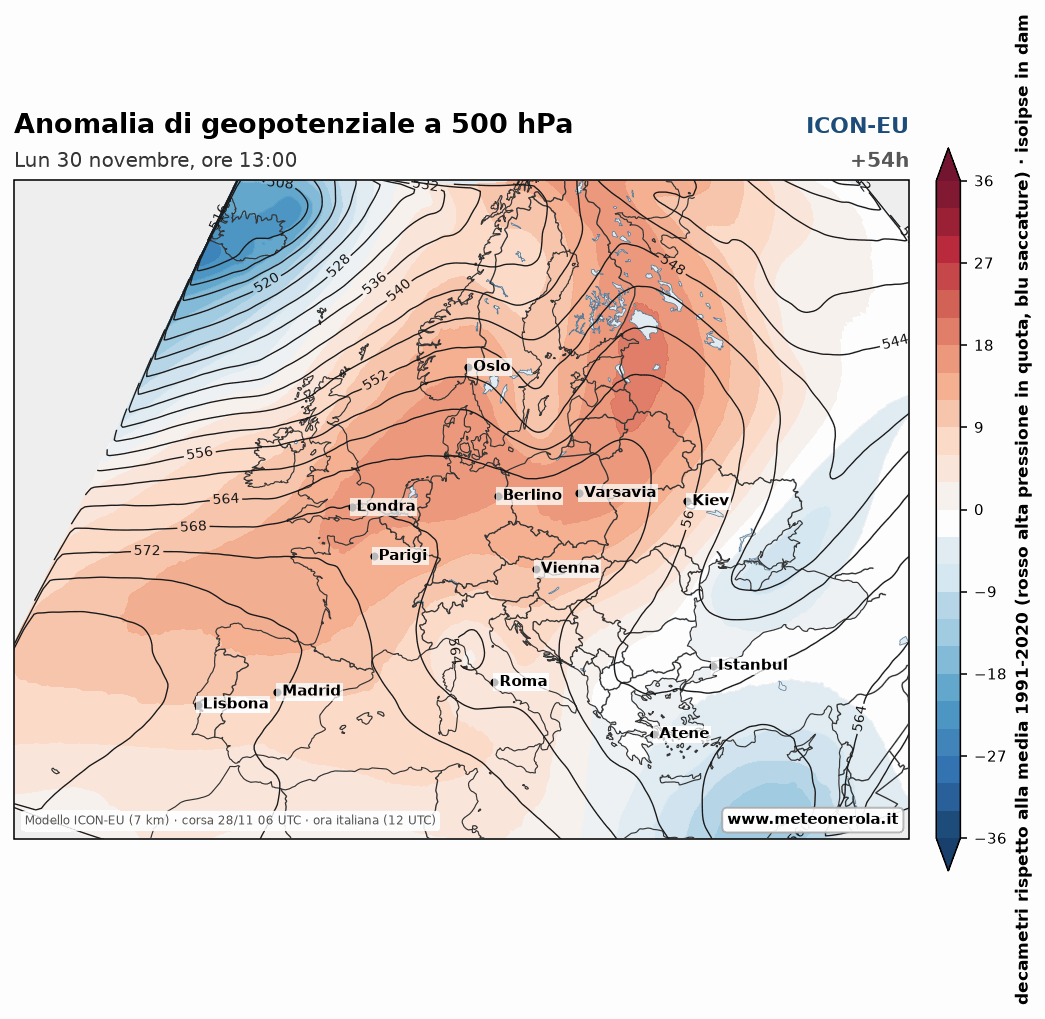 Anomalia di geopotenziale a 500 hPa
ICON-EU
Lun 30 novembre, ore 13:00
+54h
508
532
516
528
520
536
540
548
544
552
556
564
568
572
564
564
Oslo
Londra
Berlino
Varsavia
Kiev
Parigi
Vienna
Istanbul
Roma
Madrid
Lisbona
Atene
Modello ICON-EU (7 km) · corsa 28/11 06 UTC · ora italiana (12 UTC)
www.meteonerola.it
36
27
18
9
0
−9
−18
−27
−36
decametri rispetto alla media 1991-2020 (rosso alta pressione in quota, blu saccature) · isoipse in dam